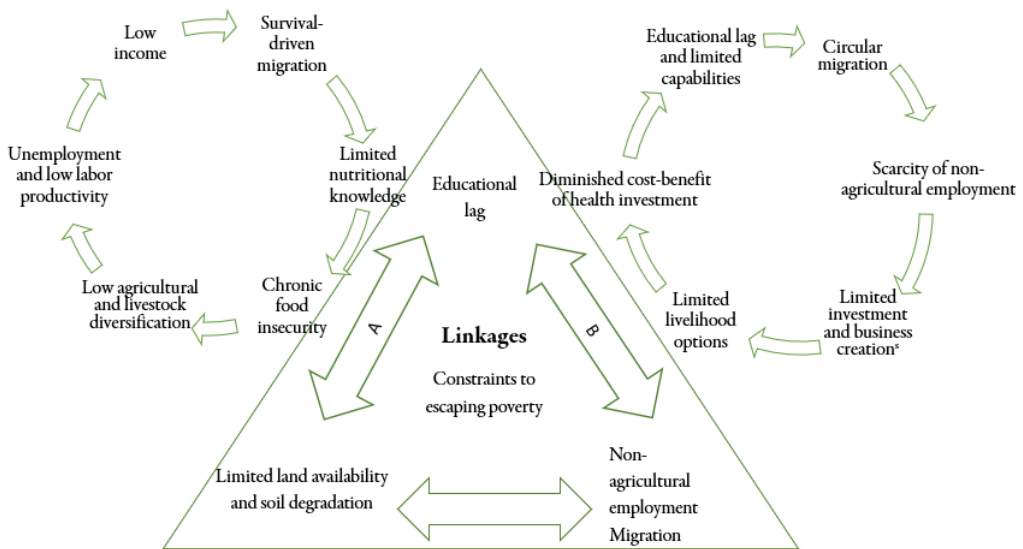 Low
income
Survival-
driven
migration
Limited
nutritional
knowledge
Chronic
food
insecurity
Low agricultural
and livestock
diversification
Unemployment
and low labor
productivity
Educational
lag
A
B
Linkages
Constraints to
escaping poverty
Limited land availability
and soil degradation
Non-
agricultural
employment
Migration
Educational lag
and limited
capabilities
Circular
migration
Scarcity of non-
agricultural employment
Limited
investment
and business
creations
Limited
livelihood
options
Diminished cost-benefit
of health investment